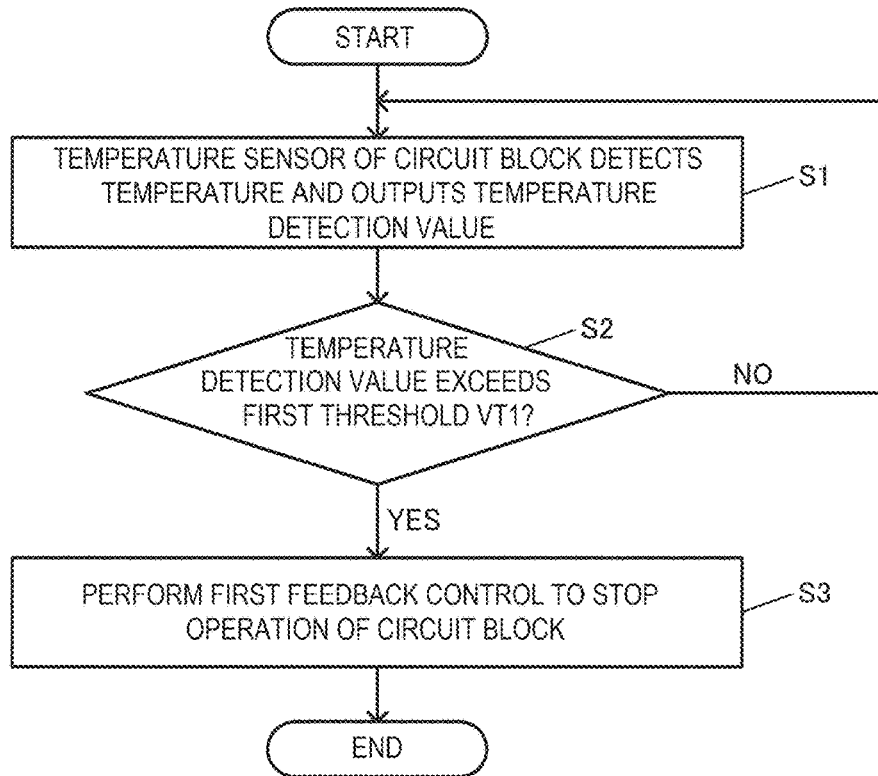 START
TEMPERATURE SENSOR OF CIRCUIT BLOCK DETECTS
TEMPERATURE AND OUTPUTS TEMPERATURE
DETECTION VALUE
S1
TEMPERATURE
DETECTION VALUE EXCEEDS
FIRST THRESHOLD VT1?
S2
NO
YES
PERFORM FIRST FEEDBACK CONTROL TO STOP
OPERATION OF CIRCUIT BLOCK
S3
END